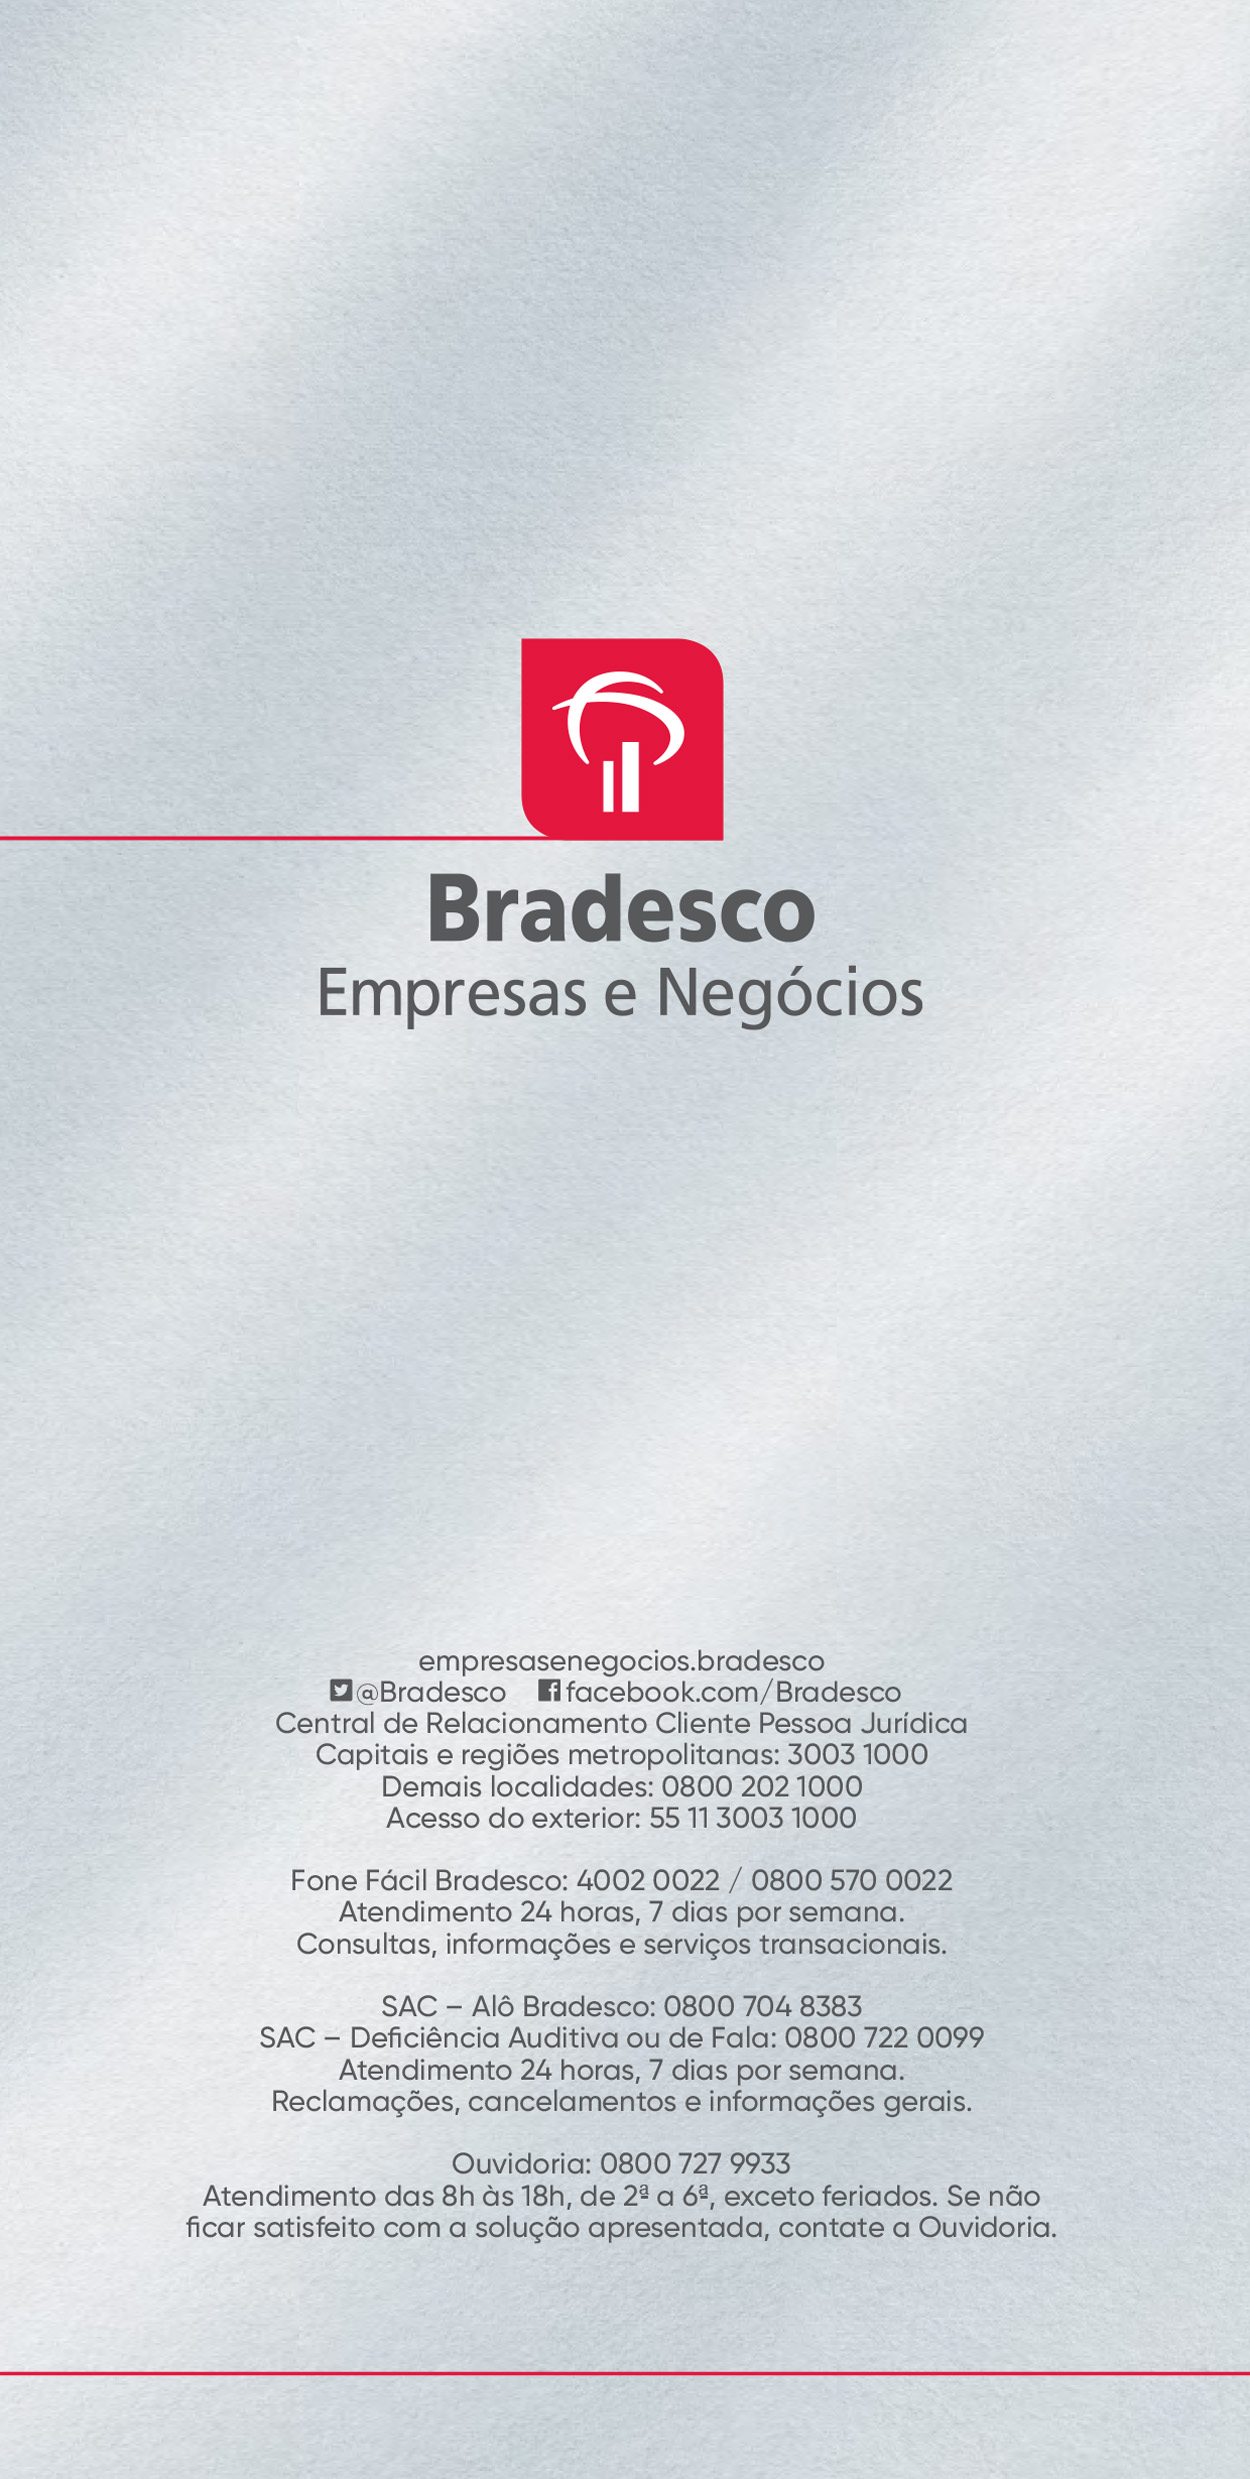 Bradesco
Empresas e Negócios
empresasenegocios.bradesco
@Bradesco facebook.com/Bradesco
Central de Relacionamento Cliente Pessoa Jurídica
Capitais e regiões metropolitanas: 3003 1000
Demais localidades: 0800 202 1000
Acesso do exterior: 55 11 3003 1000
Fone Fácil Bradesco: 4002 0022 / 0800 570 0022
Atendimento 24 horas, 7 dias por semana.
Consultas, informações e serviços transacionais.
SAC – Alô Bradesco: 0800 704 8383
SAC – Deficiência Auditiva ou de Fala: 0800 722 0099
Atendimento 24 horas, 7 dias por semana.
Reclamações, cancelamentos e informações gerais.
Ouvidoria: 0800 727 9933
Atendimento das 8h às 18h, de 2ª a 6ª, exceto feriados. Se não
ficar satisfeito com a solução apresentada, contate a Ouvidoria.